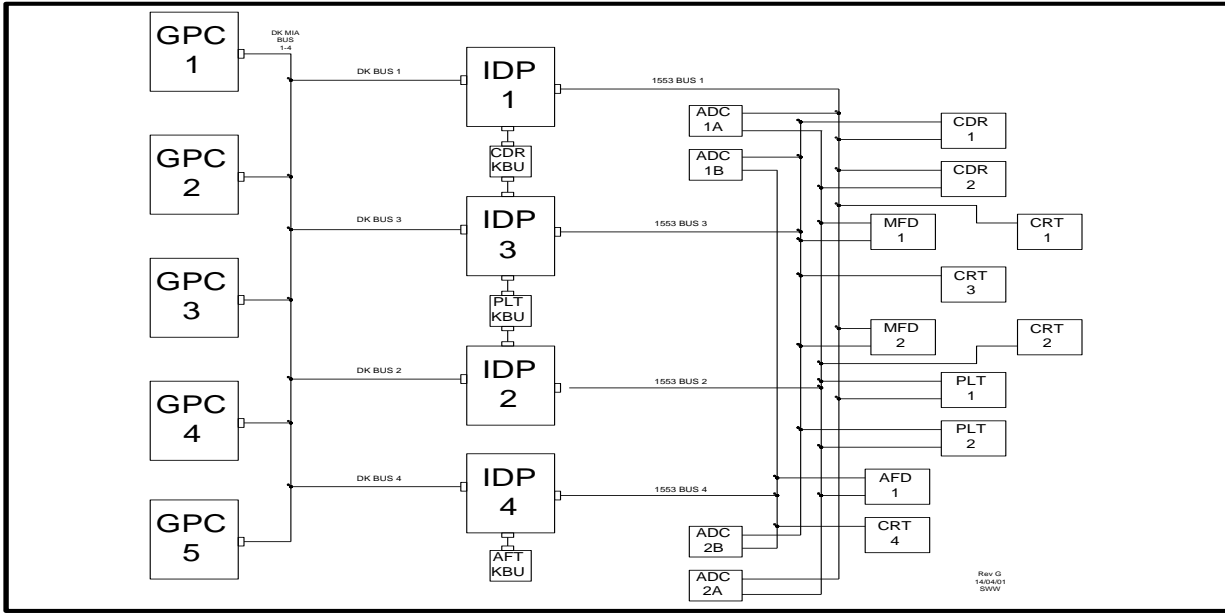 GPC
1
DK MIA
BUS
1-4
DK BUS 1
IDP
1
1553 BUS 1
ADC
1A
CDR
1
CDR
KBU
ADC
1B
CDR
2
GPC
2
DK BUS 3
IDP
3
1553 BUS 3
MFD
1
CRT
1
GPC
3
CRT
3
PLT
KBU
MFD
2
CRT
2
DK BUS 2
IDP
2
1553 BUS 2
PLT
1
GPC
4
PLT
2
DK BUS 4
IDP
4
1553 BUS 4
AFD
1
GPC
5
CRT
4
ADC
2B
AFT
KBU
ADC
2A
Rev G
14/04/01
SWW